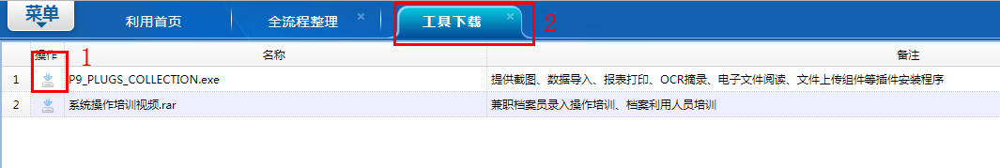 菜单 利用首页 全流程整理 工具下载 2
1
操作 名称 备注
1 P9_PLUGS_COLLECTION.exe 提供截图、数据导入、报表打印、OCR摘录、电子文件阅读、文件上传组件等插件安装程序
2 系统操作培训视频.rar 兼职档案员录入操作培训、档案利用人员培训